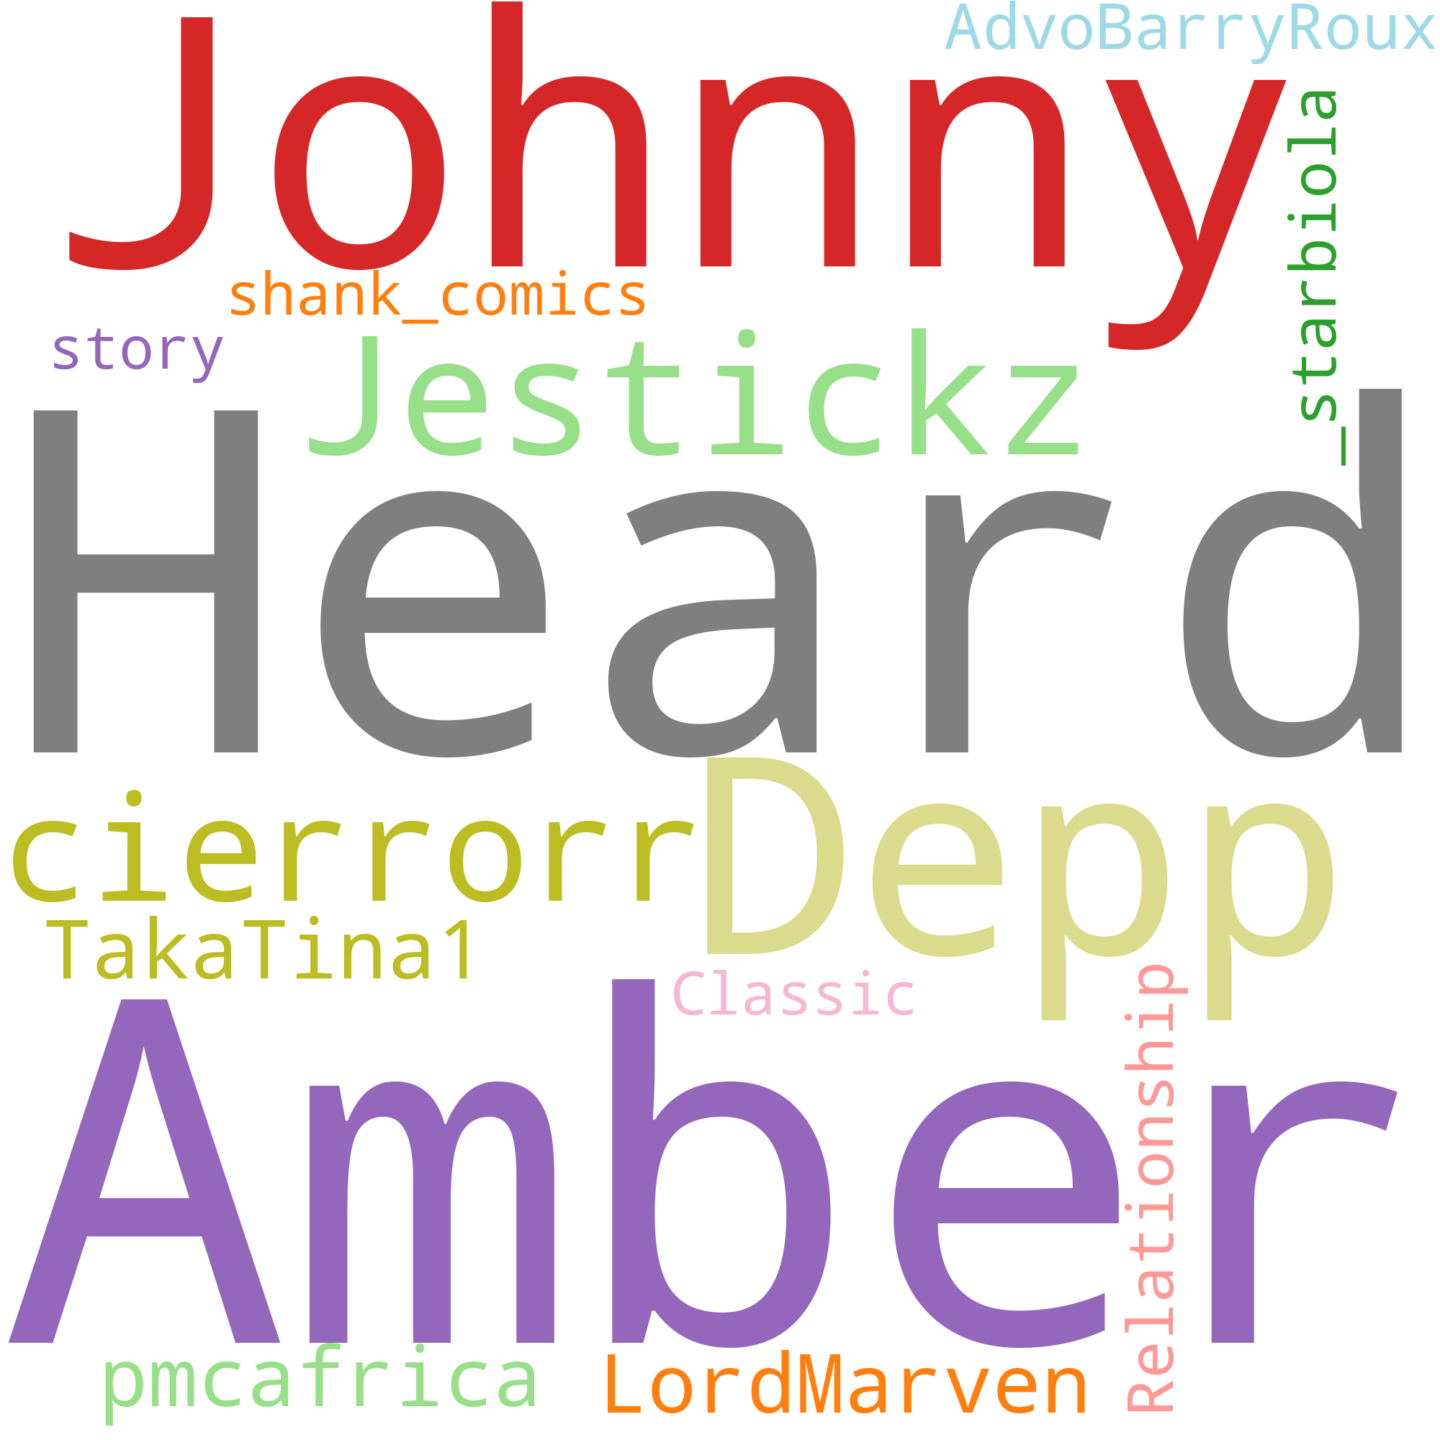 AdvoBarryRoux
Johnny
_starbiola
shank_comics
story
Jestickz
Heard
Depp
cierrorr
TakaTina1
Classic
Relationship
Amber
pmcafrica
LordMarven